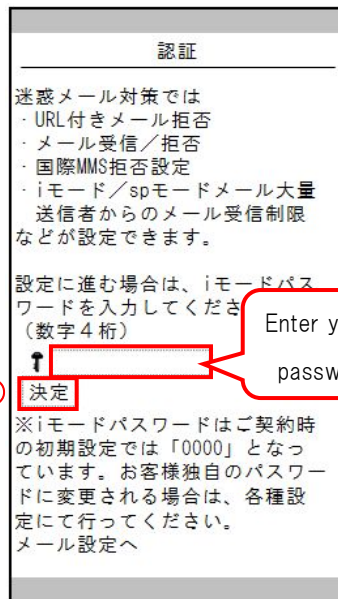 認証
迷惑メール対策では
・URL付きメール拒否
・メール受信／拒否
・国際MMS拒否設定
・iモード／spモードメール大量
送信者からのメール受信制限
などが設定できます。
設定に進む場合は、iモードパス
ワードを入力してくださ
（数字４桁）
Enter y
passw
決定
※iモードパスワードはご契約時
の初期設定では「0000」となっ
ています。お客様独自のパスワー
ドに変更される場合は、各種設
定にて行ってください。
メール設定へ